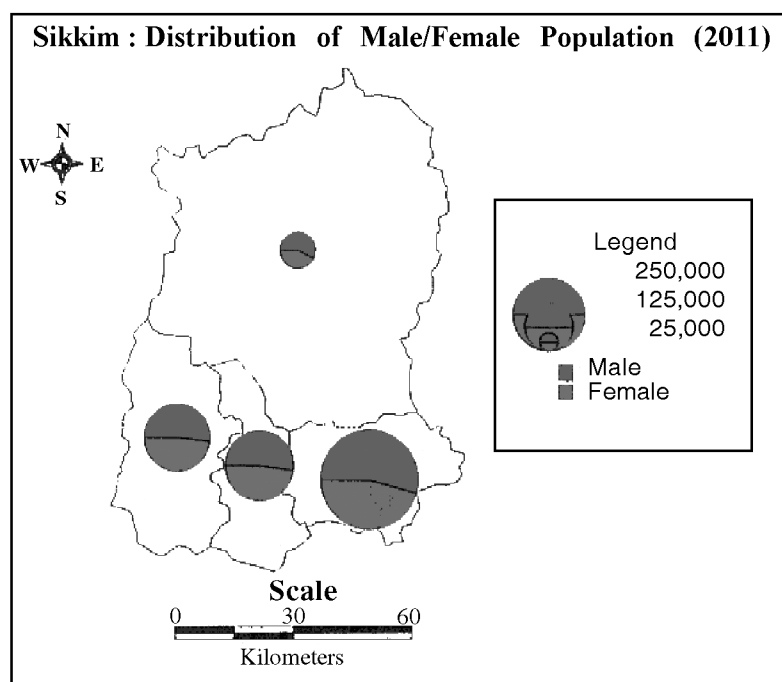 Sikkim : Distribution of Male/Female Population (2011)
N
W E
S
Legend
250,000
125,000
25,000
Male
Female
Scale
0 30 60
Kilometers